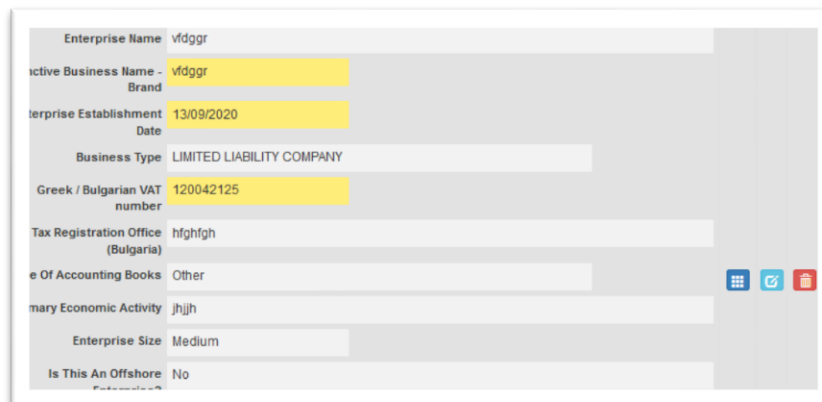 Enterprise Name vfdggr
nctive Business Name - vfdggr
Brand
terprise Establishment 13/09/2020
Date
Business Type LIMITED LIABILITY COMPANY
Greek / Bulgarian VAT 120042125
number
Tax Registration Office hfghfgh
(Bulgaria)
e Of Accounting Books Other
mary Economic Activity jhjjh
Enterprise Size Medium
Is This An Offshore No
Enterprise?